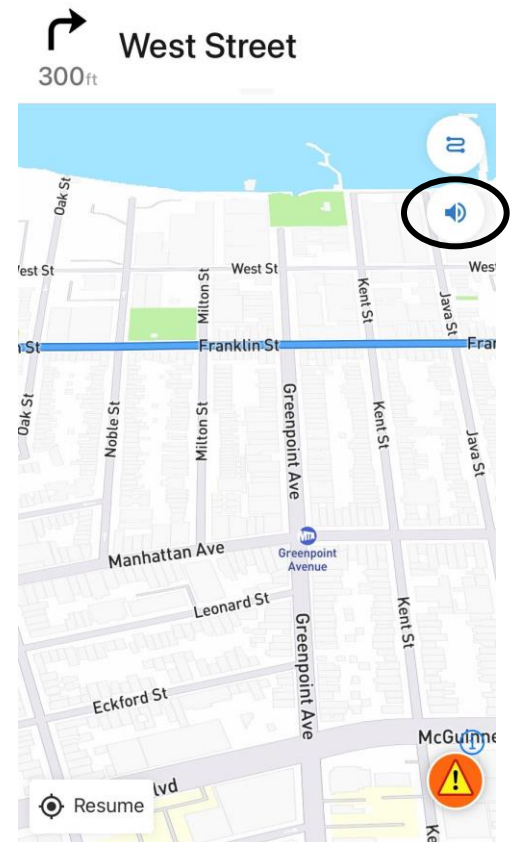 West Street
300ft
Oak St
West St
Milton St
Kent St
Java St
Wes
n St
Franklin St
Fran
Oak St
Noble St
Milton St
Greenpoint Ave
Kent St
Java St
Manhattan Ave
Greenpoint
Avenue
Leonard St
Greenpoint Ave
Kent St
Eckford St
McGuinne
lvd
Resume
Ke